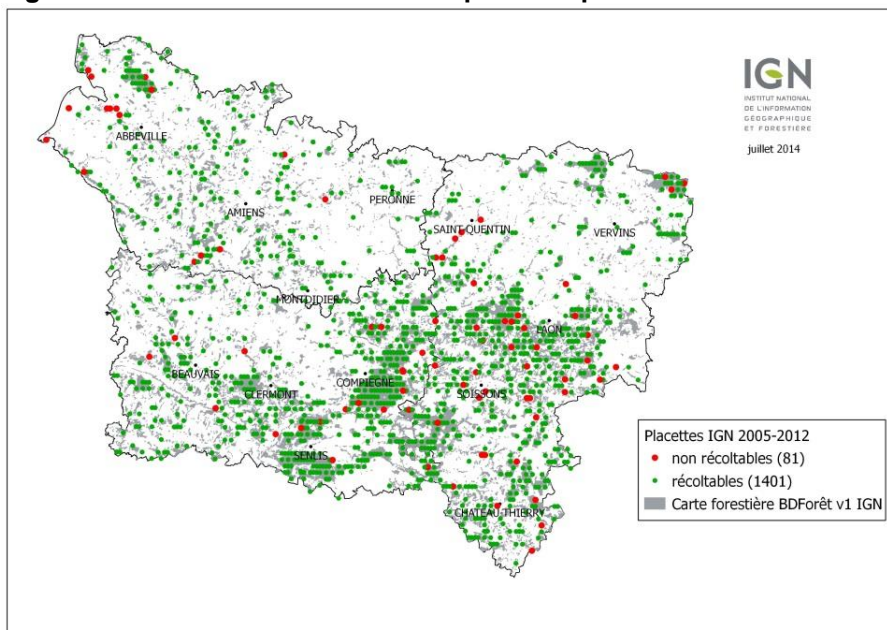 IGN
INSTITUT NATIONAL
DE L'INFORMATION
GÉOGRAPHIQUE
ET FORESTIÈRE
juillet 2014
ABBEVILLE
AMIENS
PERONNE
SAINT-QUENTIN
VERVINS
MONTDIDIER
LAON
BEAUVAIS
CLERMONT
COMPIEGNE
SOISSONS
SENLIS
CHATEAU-THIERRY
Placettes IGN 2005-2012
non récoltables (81)
récoltables (1401)
Carte forestière BDForêt v1 IGN